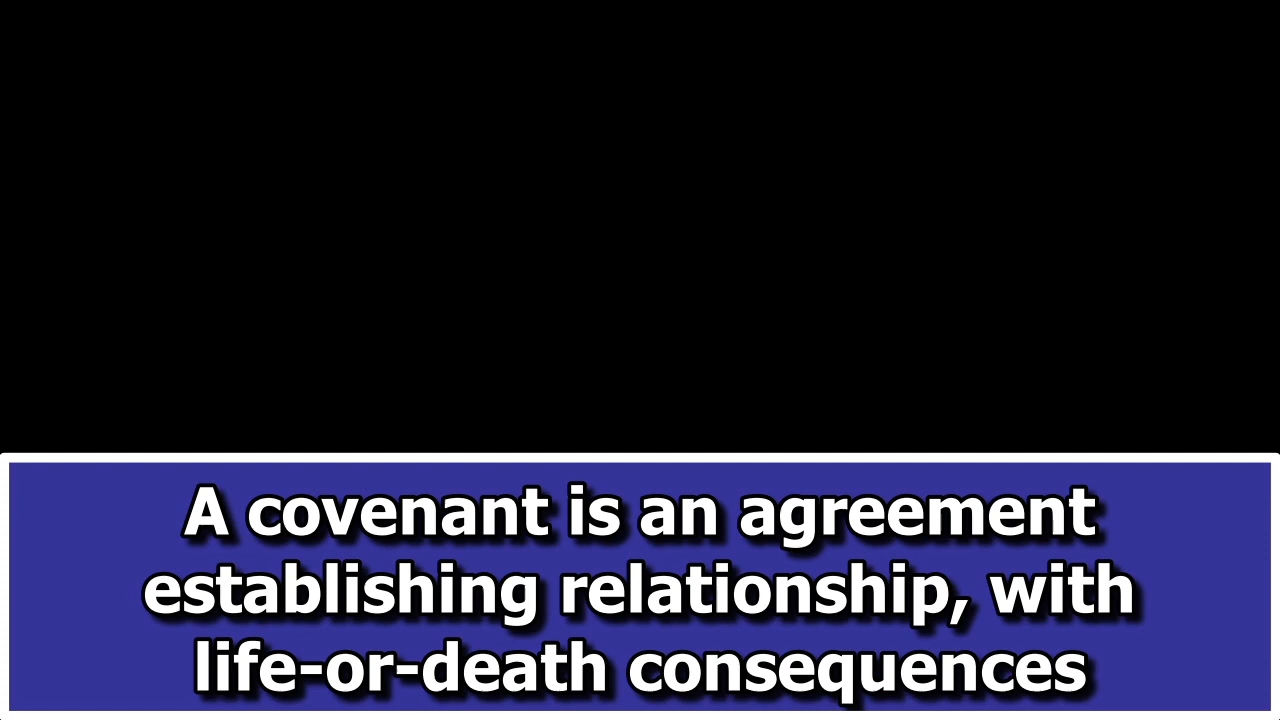 A covenant is an agreement
establishing relationship, with
life-or-death consequences